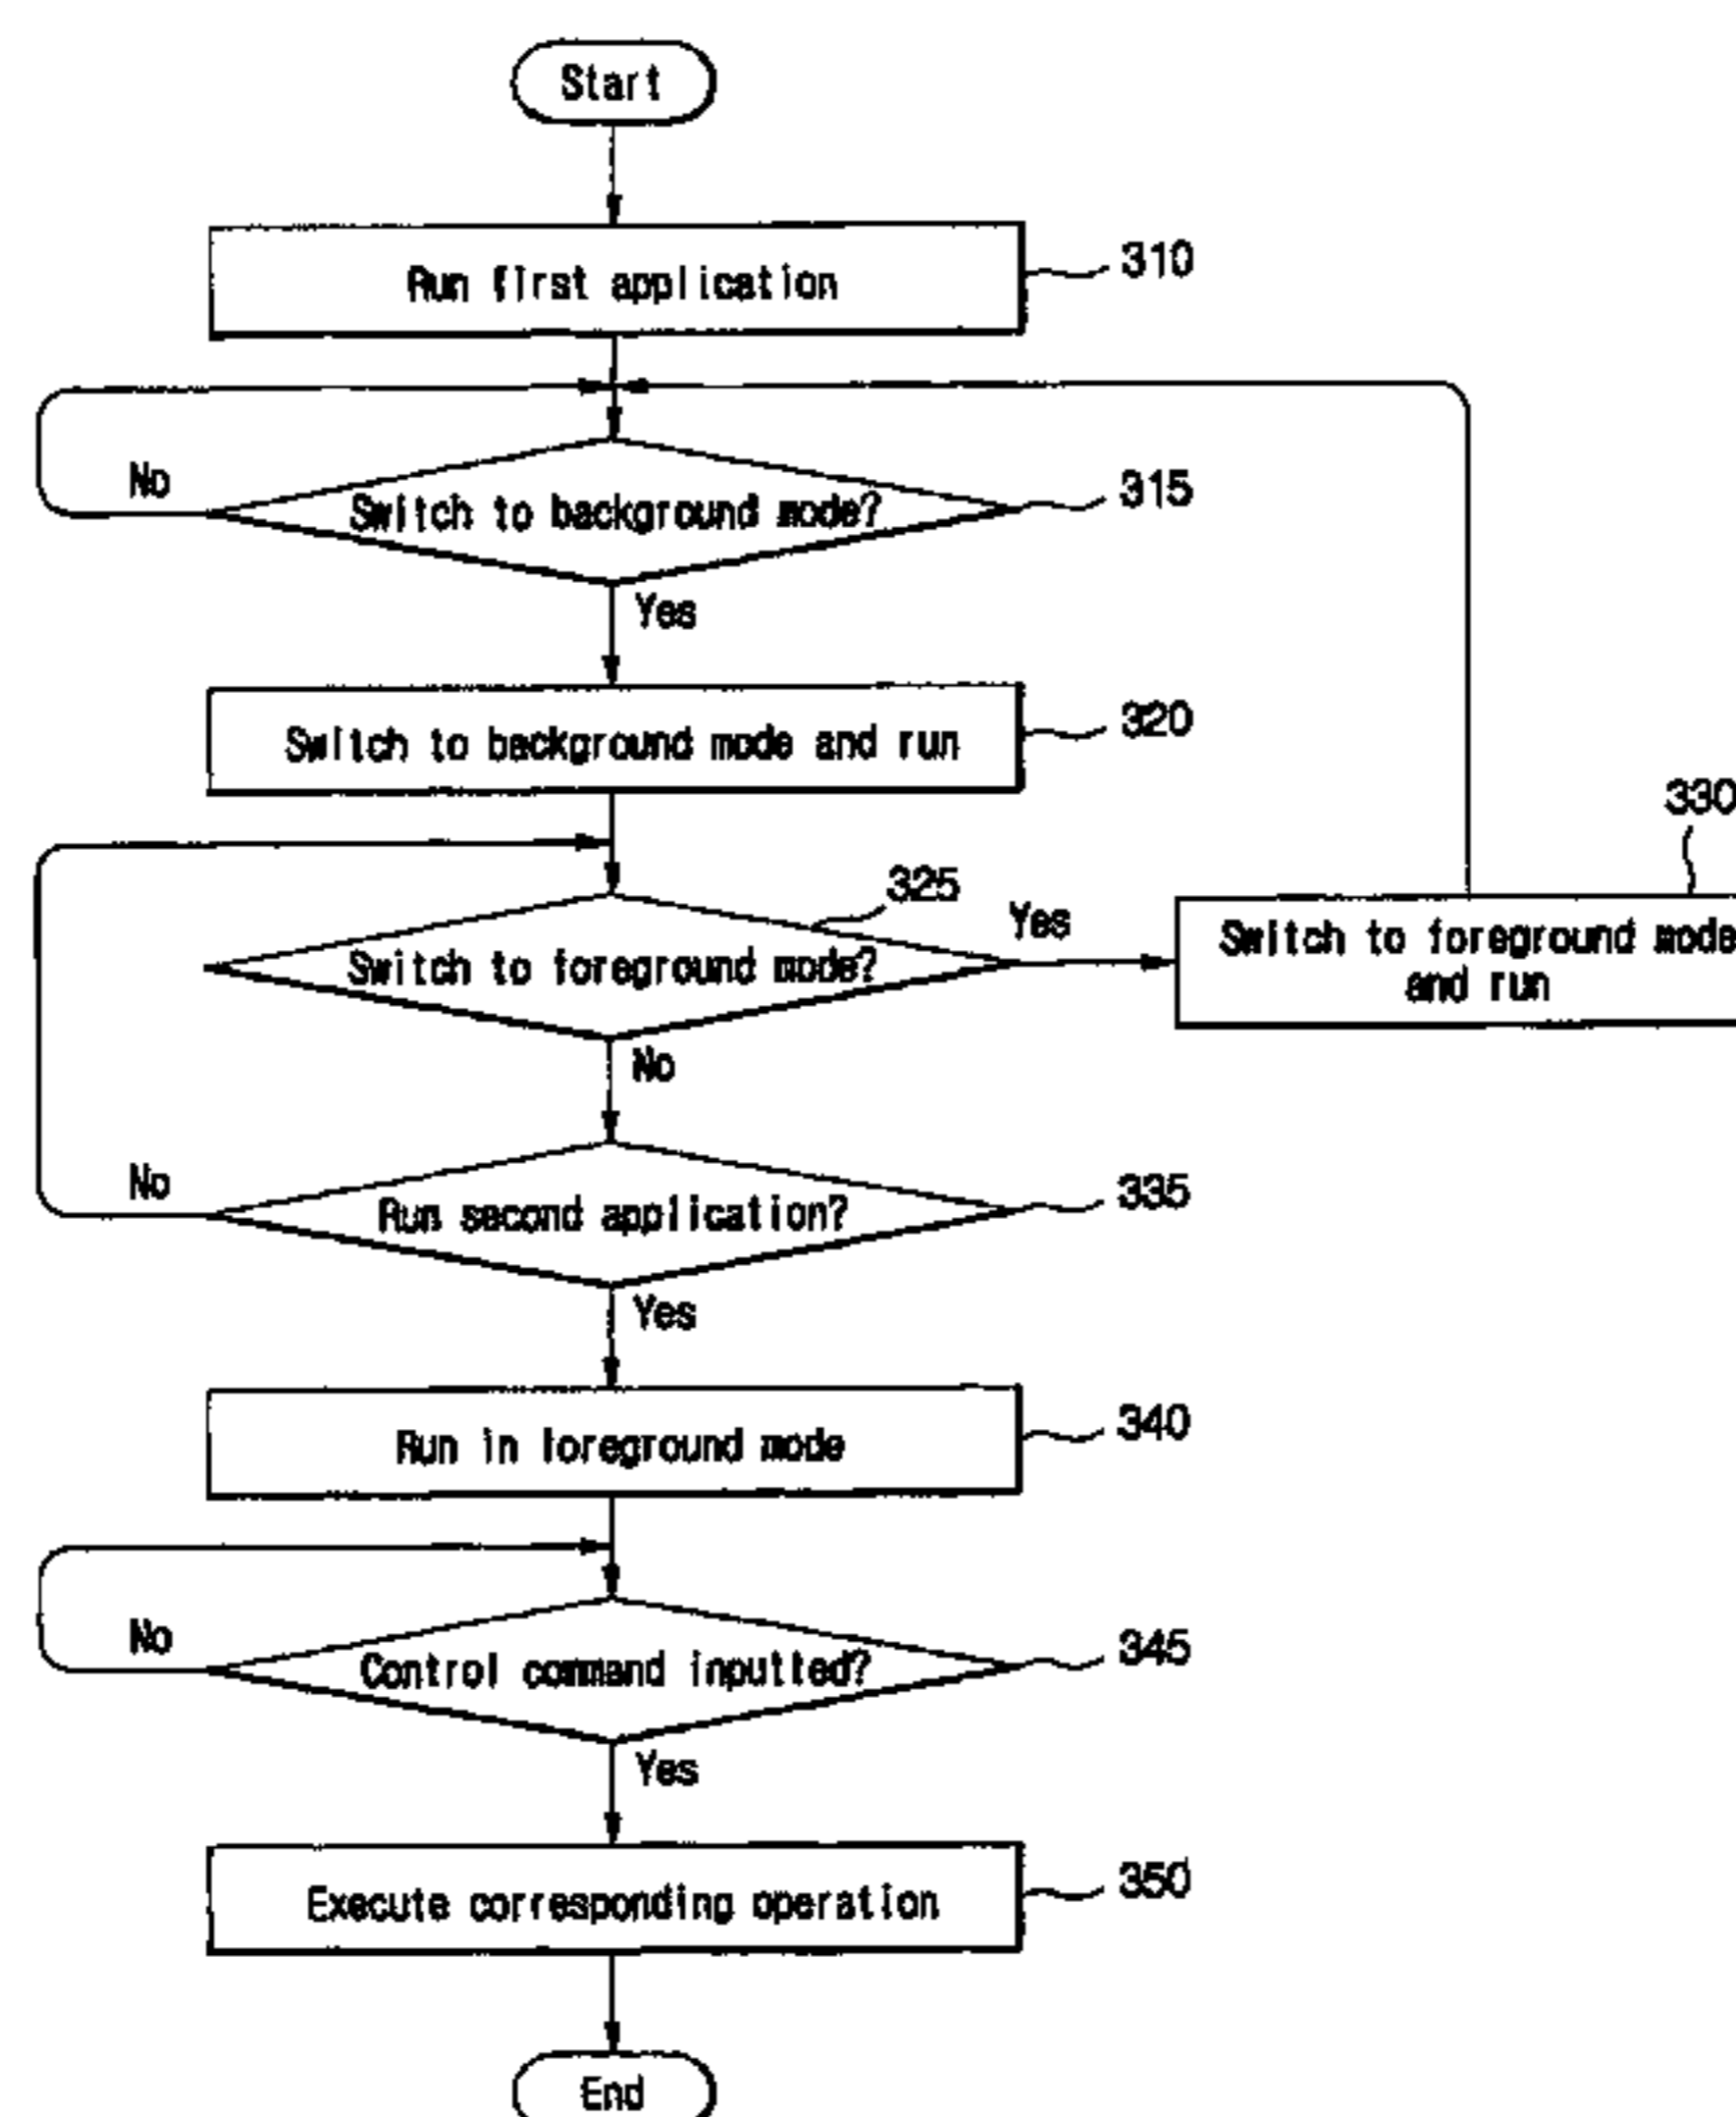 Start
Run first application
310
No
Switch to background mode?
315
Yes
Switch to background mode and run
320
330
325
Yes
Switch to foreground mode?
Switch to foreground mode
and run
No
No
Run second application?
335
Yes
Run in foreground mode
340
No
Control command inputted?
345
Yes
Execute corresponding operation
350
End